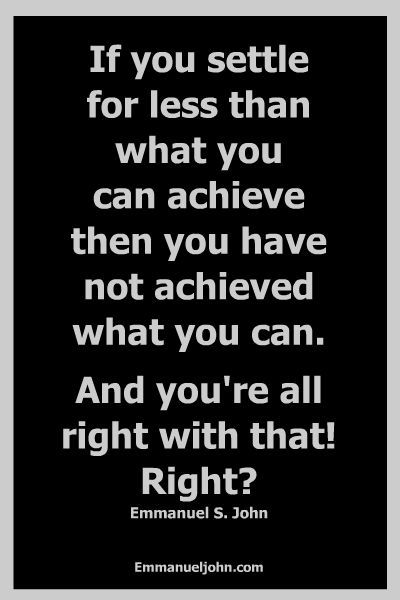 If you settle
for less than
what you
can achieve
then you have
not achieved
what you can.
And you're all
right with that!
Right?
Emmanuel S. John
Emmanueljohn.com